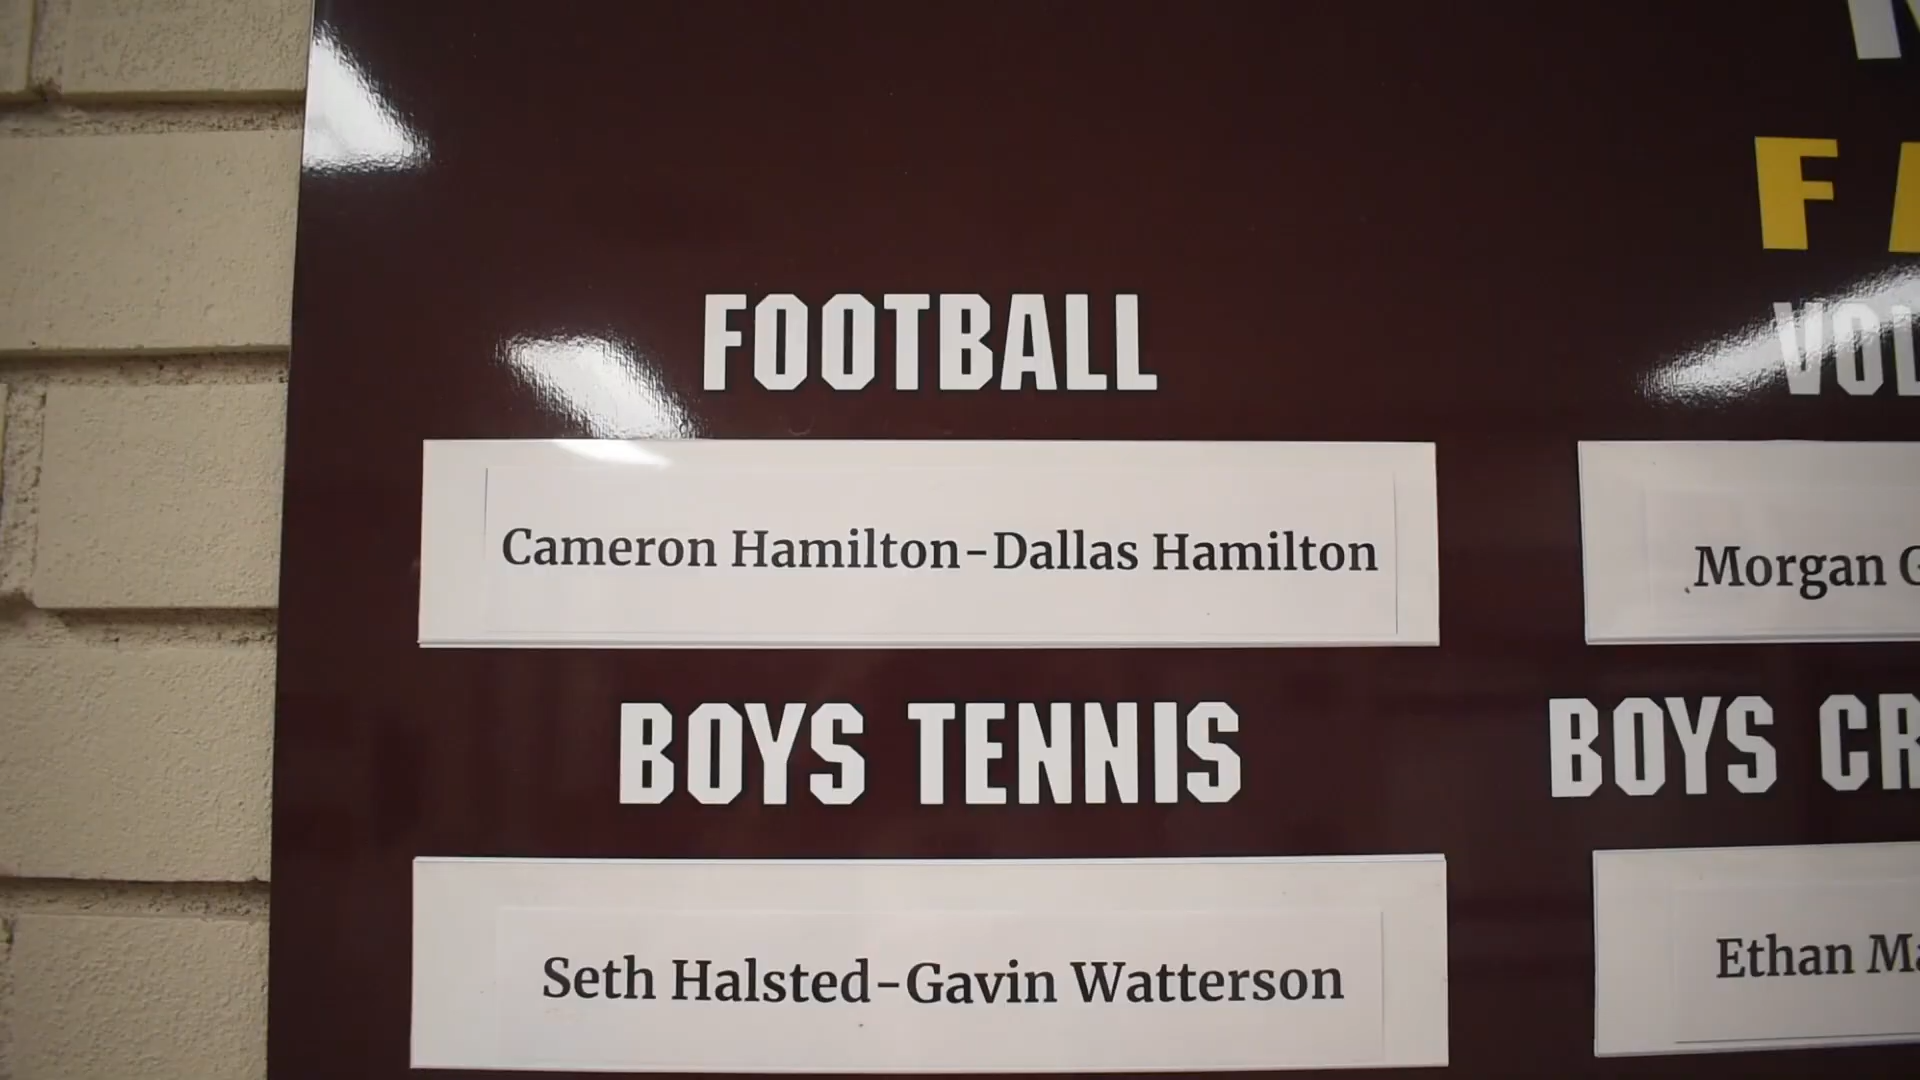 FOOTBALL
Cameron Hamilton-Dallas Hamilton
Morgan
BOYS TENNIS
BOYS
Seth Halsted-Gavin Watterson
Ethan